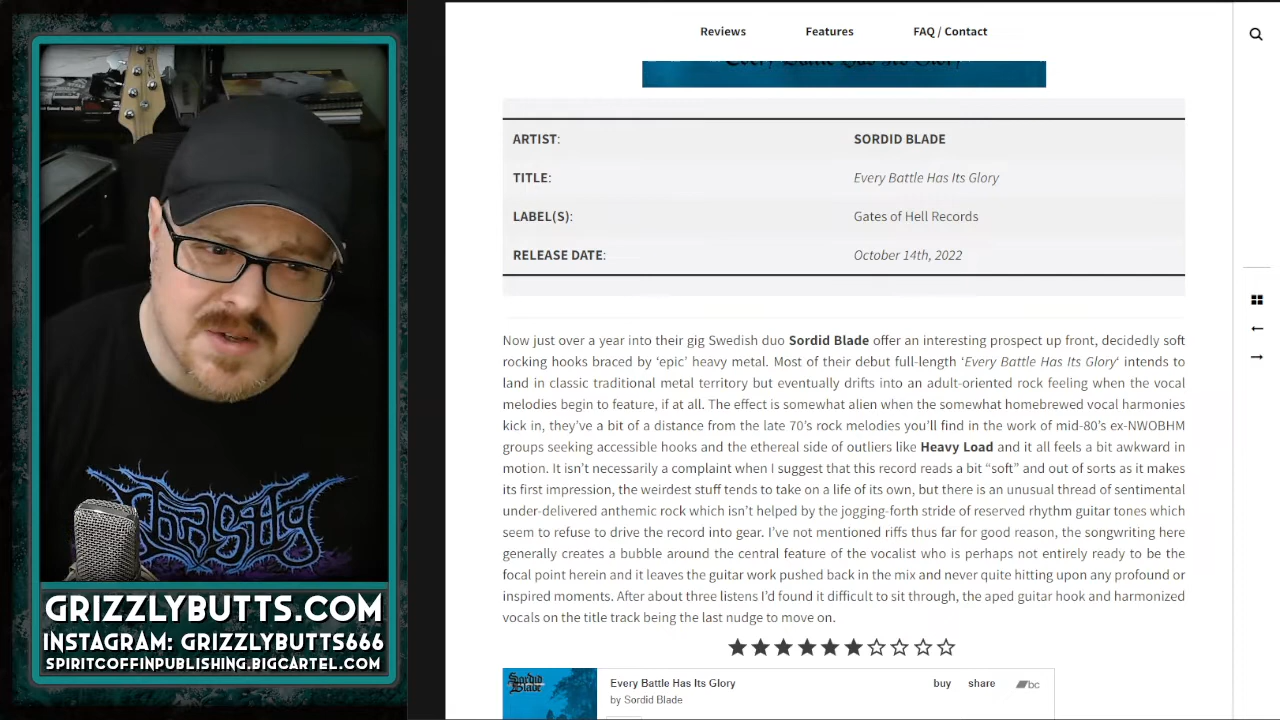 Reviews
Features
FAQ / Contact
Every Battle Has Its Glory
ARTIST:
SORDID BLADE
TITLE:
Every Battle Has Its Glory
LABEL(S):
Gates of Hell Records
RELEASE DATE:
October 14th, 2022
Now just over a year into their gig Swedish duo Sordid Blade offer an interesting prospect up front, decidedly soft
rocking hooks braced by ‘epic’ heavy metal. Most of their debut full-length ‘Every Battle Has Its Glory‘ intends to
land in classic traditional metal territory but eventually drifts into an adult-oriented rock feeling when the vocal
melodies begin to feature, if at all. The effect is somewhat alien when the somewhat homebrewed vocal harmonies
kick in, they’ve a bit of a distance from the late 70’s rock melodies you’ll find in the work of mid-80’s ex-NWOBHM
groups seeking accessible hooks and the ethereal side of outliers like Heavy Load and it all feels a bit awkward in
motion. It isn’t necessarily a complaint when I suggest that this record reads a bit “soft” and out of sorts as it makes
its first impression, the weirdest stuff tends to take on a life of its own, but there is an unusual thread of sentimental
under-delivered anthemic rock which isn’t helped by the jogging-forth stride of reserved rhythm guitar tones which
seem to refuse to drive the record into gear. I’ve not mentioned riffs thus far for good reason, the songwriting here
generally creates a bubble around the central feature of the vocalist who is perhaps not entirely ready to be the
focal point herein and it leaves the guitar work pushed back in the mix and never quite hitting upon any profound or
inspired moments. After about three listens I’d found it difficult to sit through, the aped guitar hook and harmonized
vocals on the title track being the last nudge to move on.
Sordid
Blade
Every Battle Has Its Glory
by Sordid Blade
buy
share
bc
Ghastly
GRIZZLYBUTTS.COM
INSTAGRAM: GRIZZLYBUTTS666
SPIRITCOFFINPUBLISHING.BIGCARTEL.COM